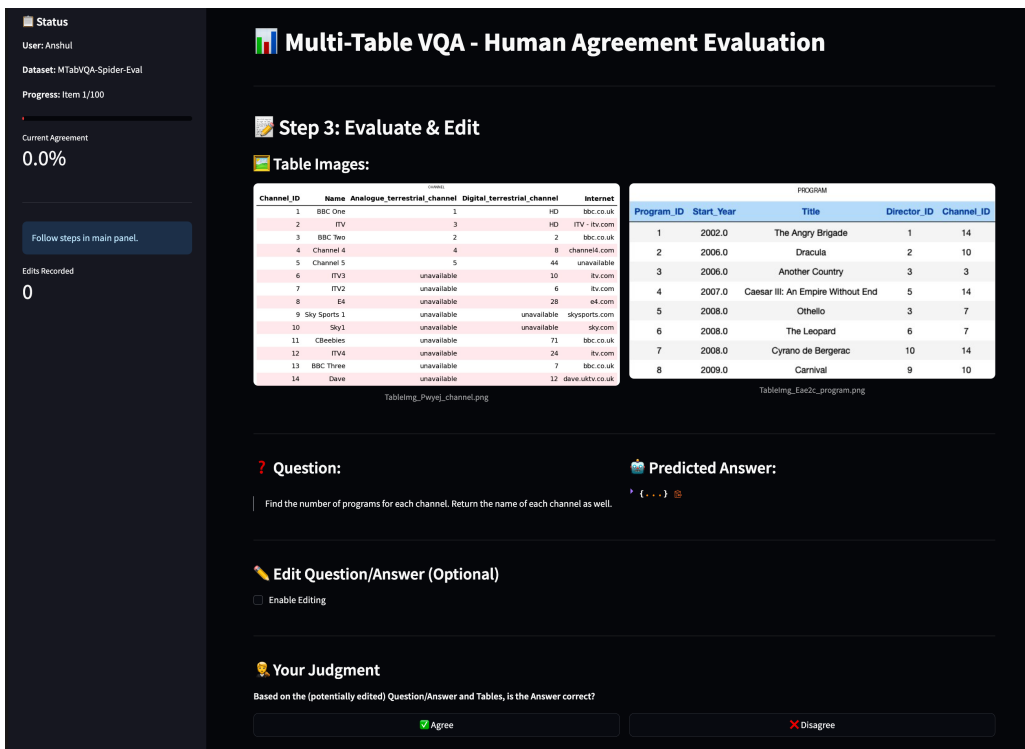 Status
User: Anshul
Dataset: MTabVQA-Spider-Eval
Progress: Item 1/100
Current Agreement
0.0%
Follow steps in main panel.
Edits Recorded
0
Multi-Table VQA - Human Agreement Evaluation
Step 3: Evaluate & Edit
Table Images:
CHANNEL
Channel_ID Name Analogue_terrestrial_channel Digital_terrestrial_channel Internet
1 BBC One 1 HD bbc.co.uk
2 ITV 3 HD ITV - itv.com
3 BBC Two 2 2 bbc.co.uk
4 Channel 4 4 8 channel4.com
5 Channel 5 5 44 unavailable
6 ITV3 unavailable 10 itv.com
7 ITV2 unavailable 6 itv.com
8 E4 unavailable 28 e4.com
9 Sky Sports 1 unavailable unavailable skysports.com
10 Sky1 unavailable unavailable sky.com
11 CBeebies unavailable 71 bbc.co.uk
12 ITV4 unavailable 24 itv.com
13 BBC Three unavailable 7 bbc.co.uk
14 Dave unavailable 12 dave.uktv.co.uk
TableImg_Pwyej_channel.png
PROGRAM
Program_ID Start_Year Title Director_ID Channel_ID
1 2002.0 The Angry Brigade 1 14
2 2006.0 Dracula 2 10
3 2006.0 Another Country 3 3
4 2007.0 Caesar III: An Empire Without End 5 14
5 2008.0 Othello 3 7
6 2008.0 The Leopard 6 7
7 2008.0 Cyrano de Bergerac 10 14
8 2009.0 Carnival 9 10
TableImg_Eae2c_program.png
Question:
Find the number of programs for each channel. Return the name of each channel as well.
Predicted Answer:
{...}
Edit Question/Answer (Optional)
Enable Editing
Your Judgment
Based on the (potentially edited) Question/Answer and Tables, is the Answer correct?
Agree
Disagree